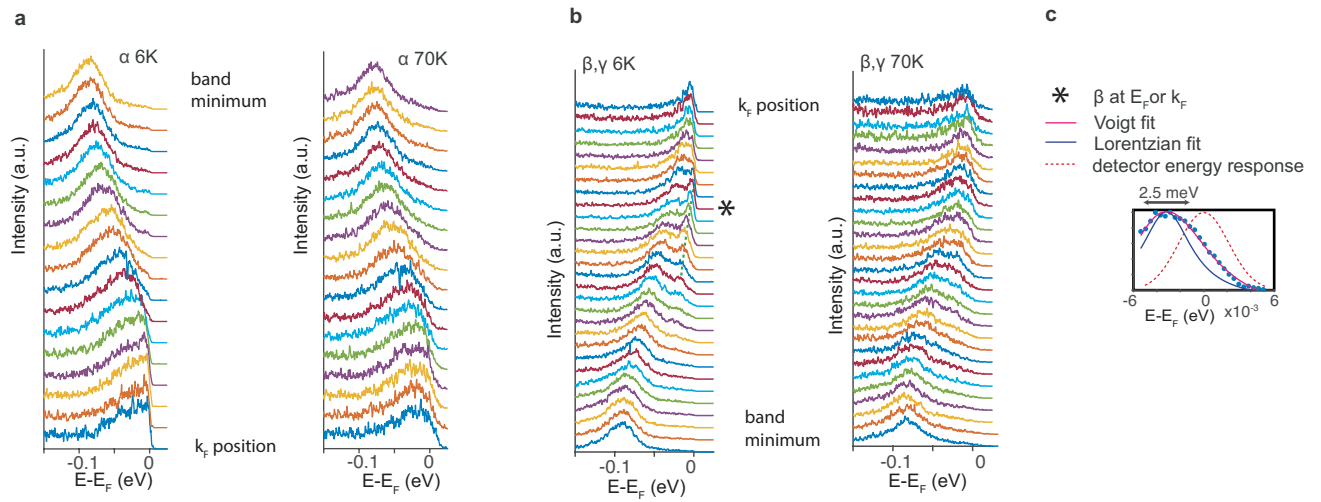 a
α 6K
band
minimum
Intensity (a.u.)
k_F position
-0.1
0
E-E_F (eV)
α 70K
Intensity (a.u.)
-0.1
0
E-E_F (eV)
b
β,γ 6K
k_F position
*
Intensity (a.u.)
band
minimum
-0.1
0
E-E_F (eV)
β,γ 70K
Intensity (a.u.)
-0.1
0
E-E_F (eV)
c
* β at E_F or k_F
Voigt fit
Lorentzian fit
detector energy response
2.5 meV
-6
0
6
E-E_F (eV)
x10⁻³